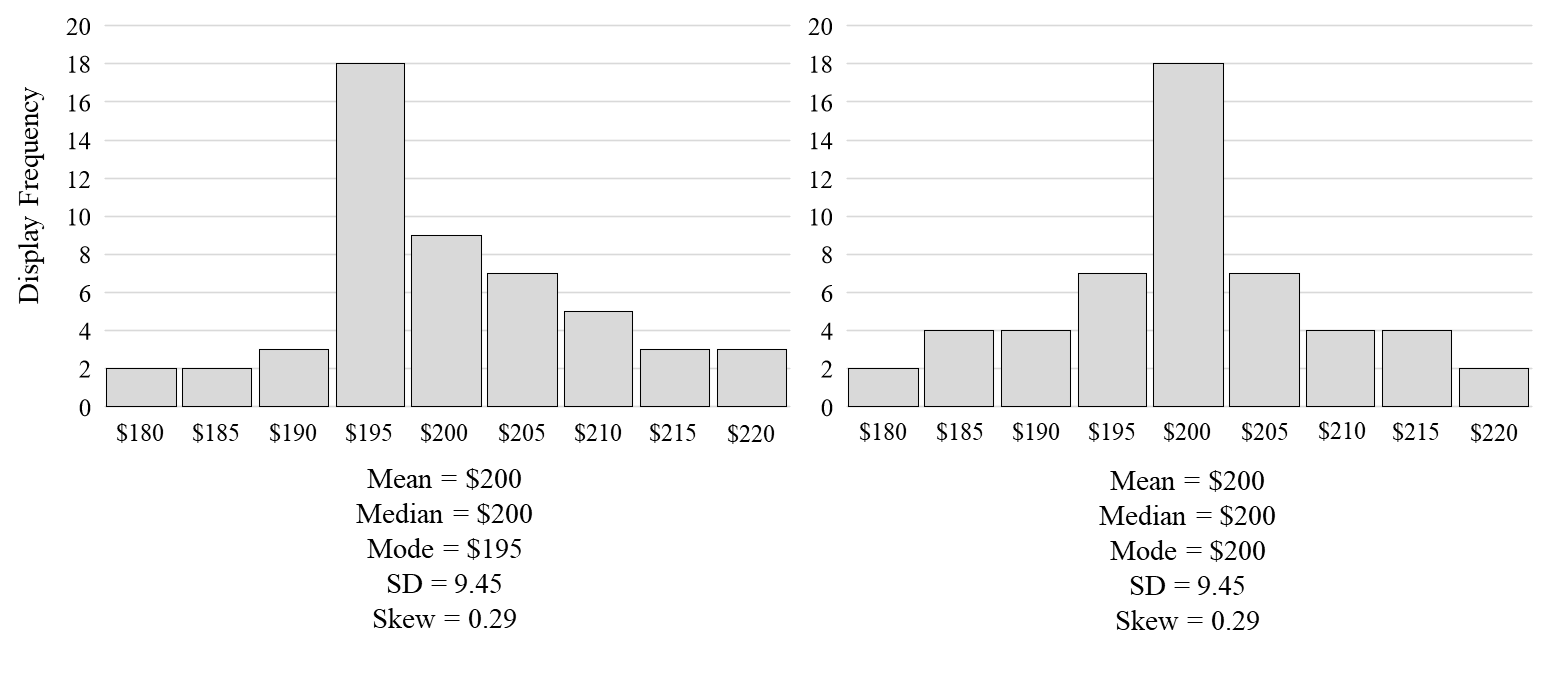 Display Frequency
20
18
16
14
12
10
8
6
4
2
0
$180 $185 $190 $195 $200 $205 $210 $215 $220
Mean = $200
Median = $200
Mode = $195
SD = 9.45
Skew = 0.29
20
18
16
14
12
10
8
6
4
2
0
$180 $185 $190 $195 $200 $205 $210 $215 $220
Mean = $200
Median = $200
Mode = $200
SD = 9.45
Skew = 0.29